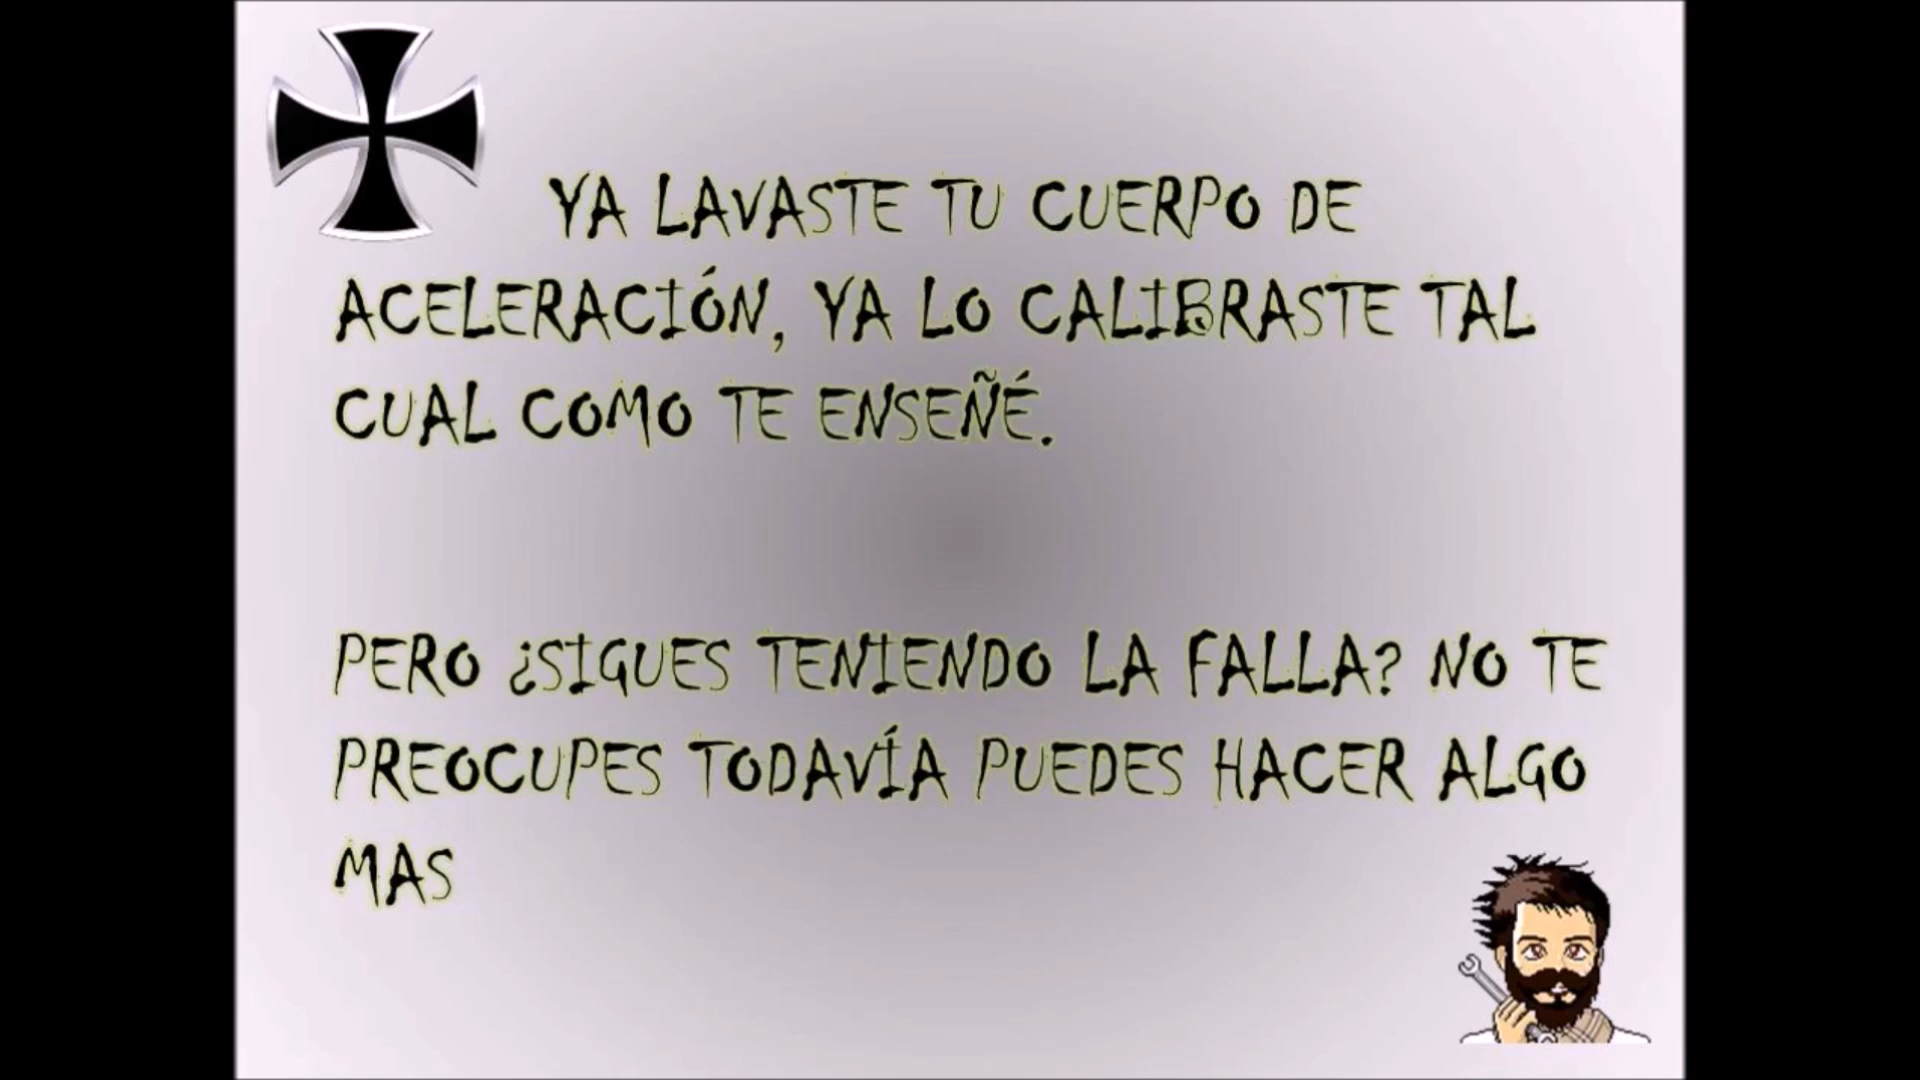 YA LAVASTE TU CUERPO DE
ACELERACIÓN, YA LO CALIBRASTE TAL
CUAL COMO TE ENSEÑÉ.
PERO ¿SIGUES TENIENDO LA FALLA? NO TE
PREOCUPES TODAVÍA PUEDES HACER ALGO
MAS